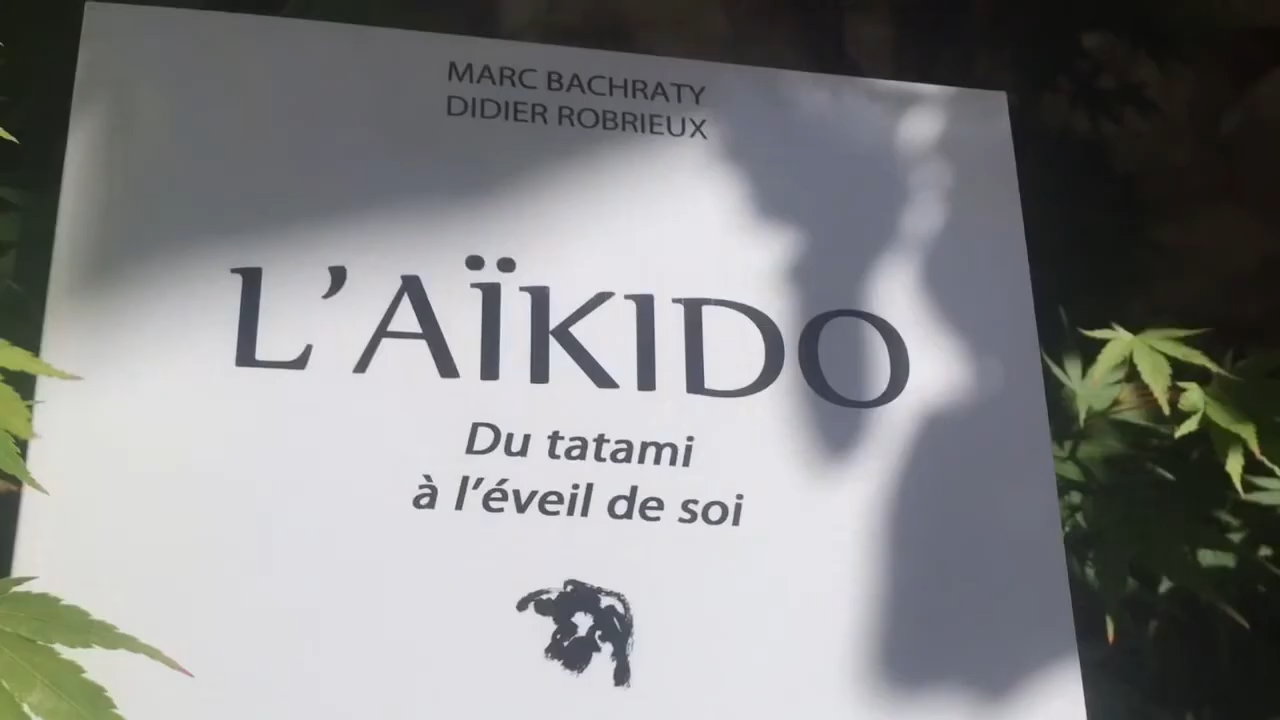 MARC BACHRATY
DIDIER ROBRIEUX
L'AÏKIDO
Du tatami
à l'éveil de soi